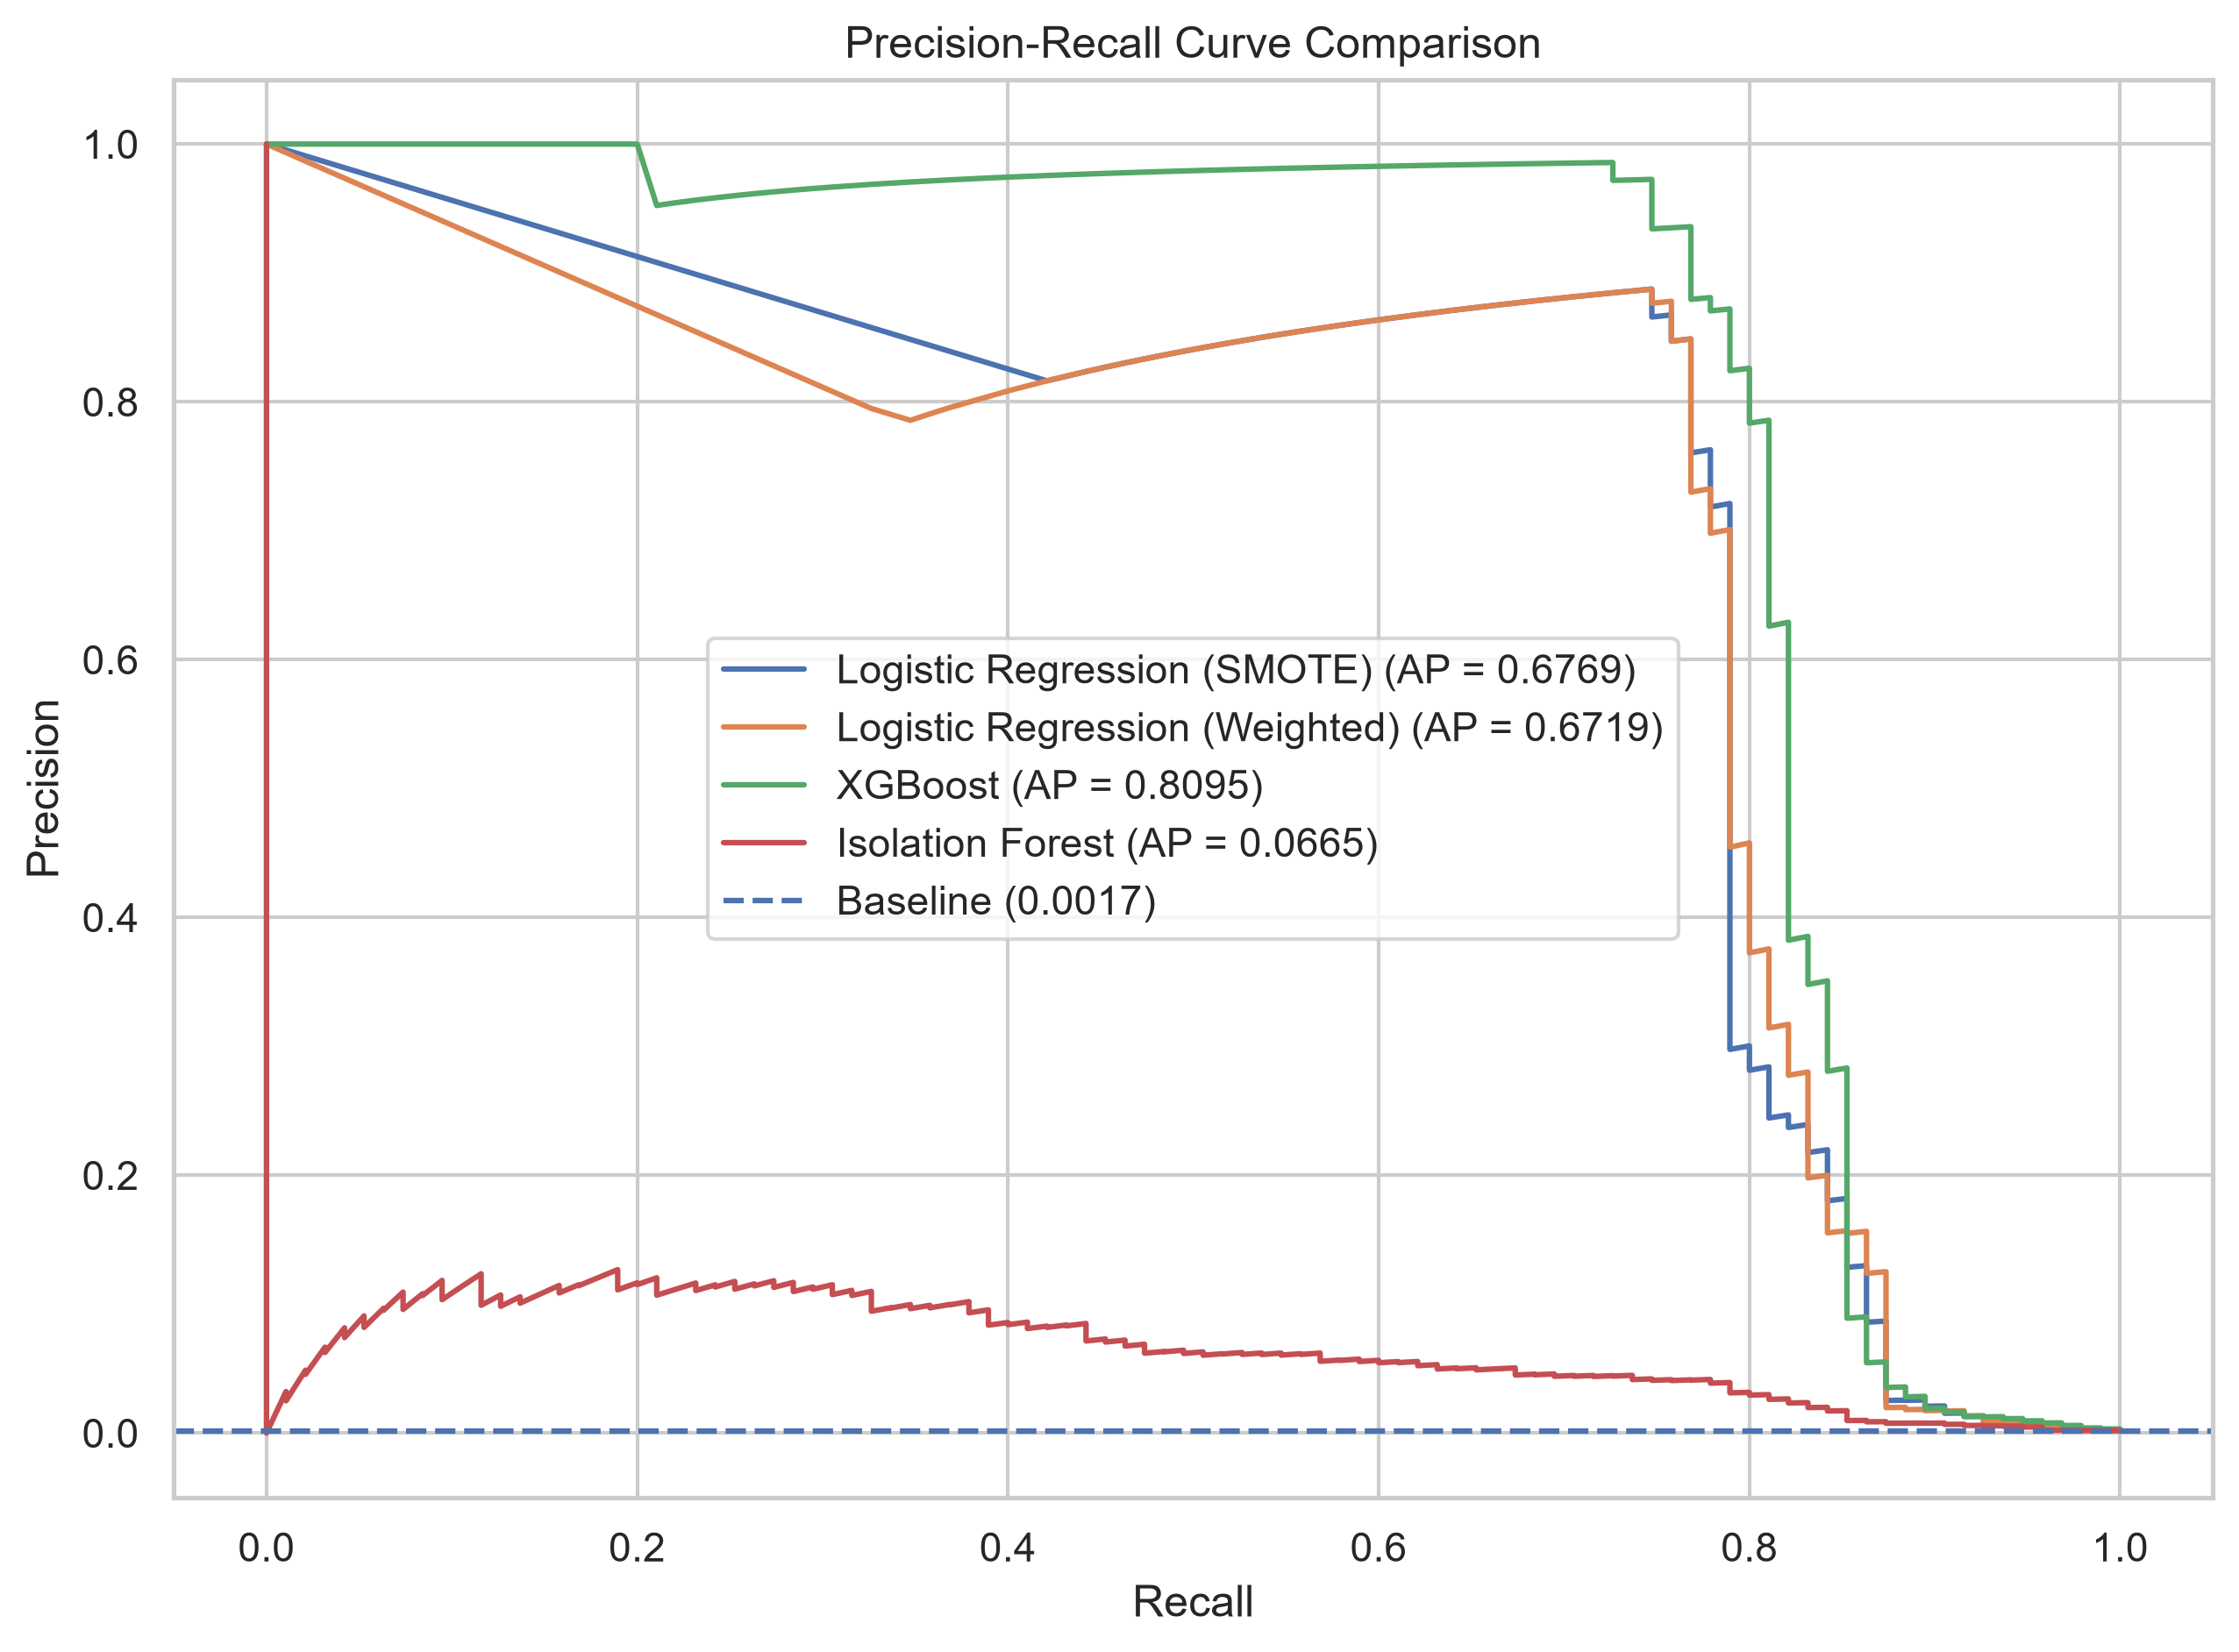 Precision-Recall Curve Comparison
1.0
0.8
0.6
0.4
0.2
0.0
Precision
Logistic Regression (SMOTE) (AP = 0.6769)
Logistic Regression (Weighted) (AP = 0.6719)
XGBoost (AP = 0.8095)
Isolation Forest (AP = 0.0665)
Baseline (0.0017)
0.0 0.2 0.4 0.6 0.8 1.0
Recall